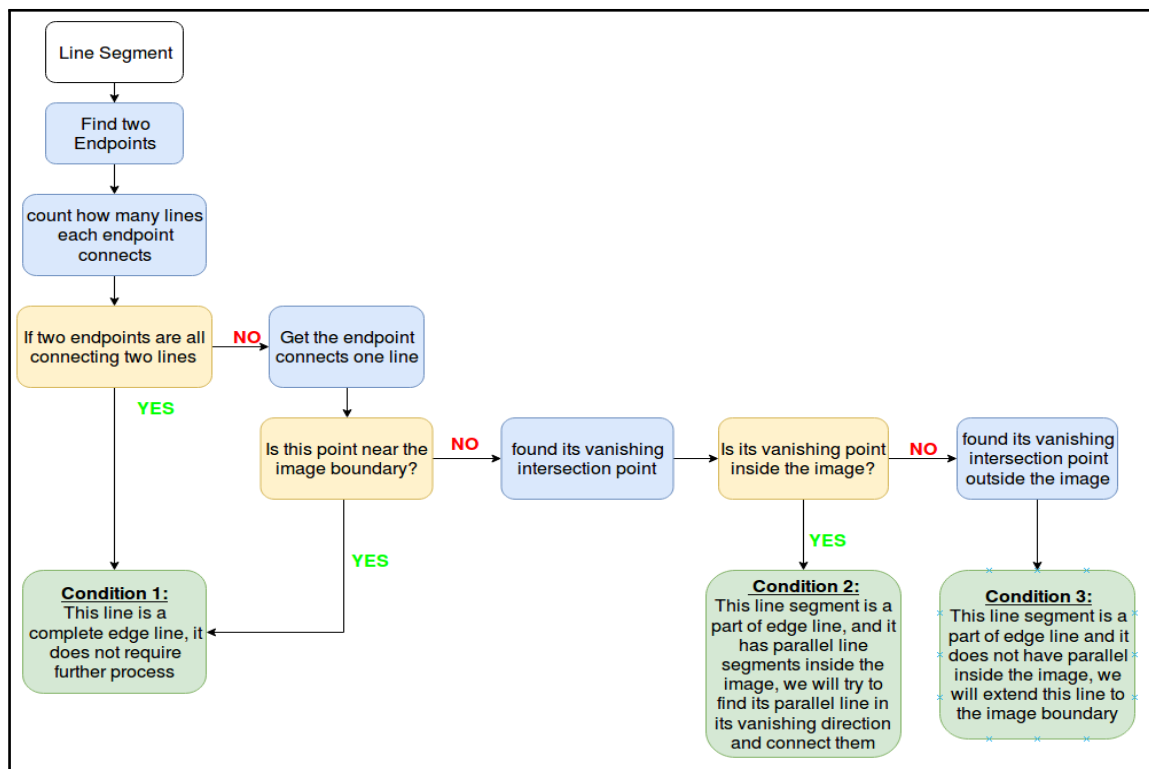 Line Segment
Find two
Endpoints
count how many lines
each endpoint
connects
If two endpoints are all
connecting two lines
NO
Get the endpoint
connects one line
YES
Is this point near the
image boundary?
NO
found its vanishing
intersection point
Is its vanishing point
inside the image?
NO
found its vanishing
intersection point
outside the image
YES
YES
Condition 1:
This line is a
complete edge line, it
does not require
further process
Condition 2:
This line segment is a
part of edge line, and it
has parallel line
segments inside the
image, we will try to
find its parallel line in
its vanishing direction
and connect them
Condition 3:
This line segment is a
part of edge line and it
does not have parallel
inside the image, we
will extend this line to
the image boundary